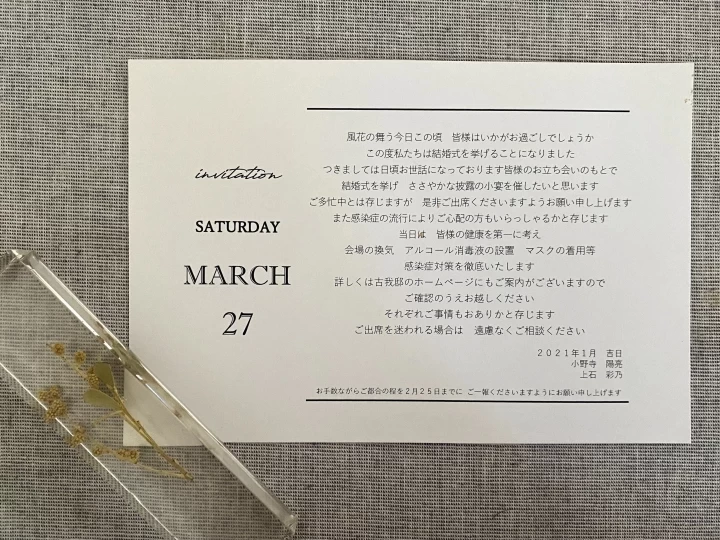 invitation
SATURDAY
MARCH
27
風花の舞う今日この頃　皆様はいかがお過ごしでしょうか
この度私たちは結婚式を挙げることになりました
つきましては日頃お世話になっております皆様のお立ち会いのもとで
結婚式を挙げ　ささやかな披露の小宴を催したいと思います
ご多忙中とは存じますが　是非ご出席くださいますようお願い申し上げます
また感染症の流行によりご心配の方もいらっしゃるかと存じます
当日は　皆様の健康を第一に考え
会場の換気　アルコール消毒液の設置　マスクの着用等
感染症対策を徹底いたします
詳しくは古我邸のホームページにもご案内がございますので
ご確認のうえお越しください
それぞれご事情もおありかと存じます
ご出席を迷われる場合は　遠慮なくご相談ください
２０２１年１月　吉日
小野寺　陽亮
上石　彩乃
お手数ながらご都合の程を２月２５日までに ご一報くださいますようにお願い申し上げます